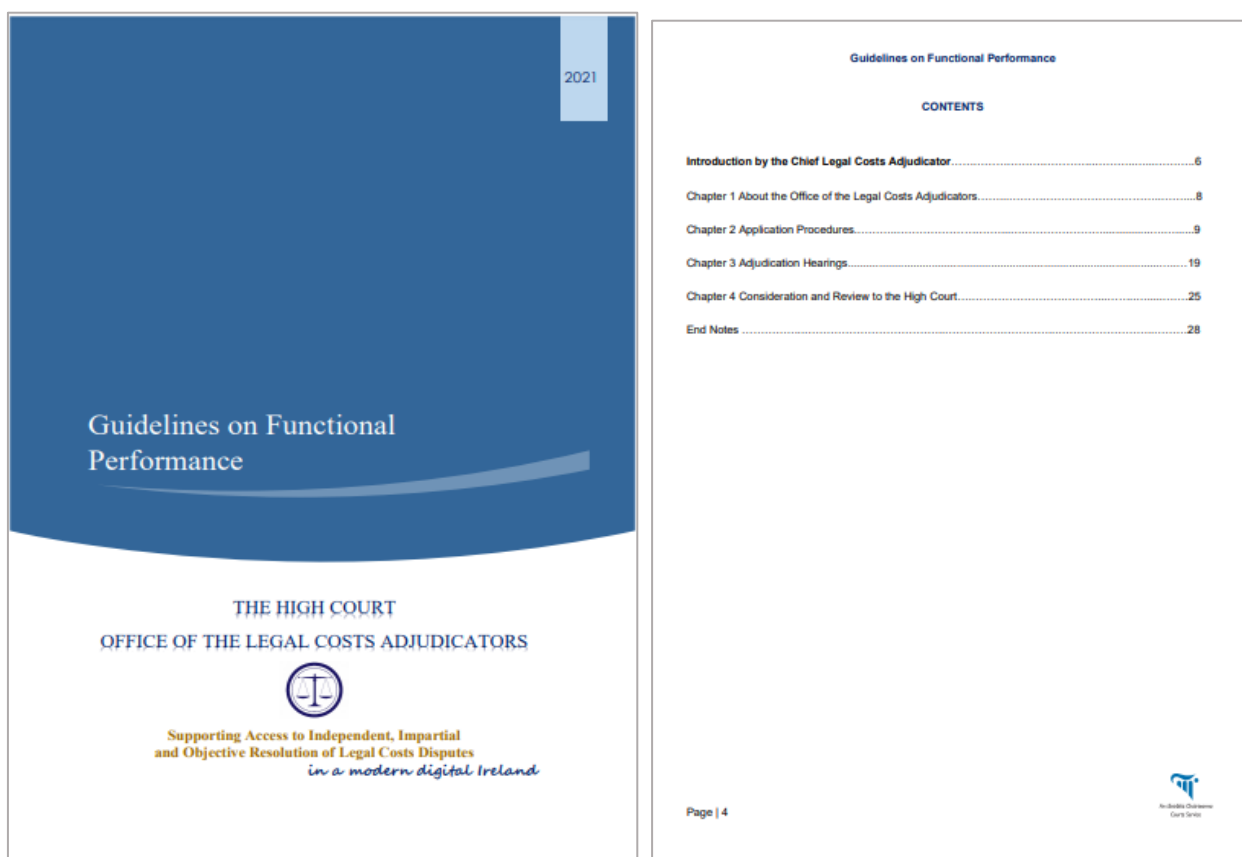 2021
Guidelines on Functional
Performance
THE HIGH COURT
OFFICE OF THE LEGAL COSTS ADJUDICATORS
Supporting Access to Independent, Impartial
and Objective Resolution of Legal Costs Disputes
in a modern digital Ireland
Guidelines on Functional Performance
CONTENTS
Introduction by the Chief Legal Costs Adjudicator..........6
Chapter 1 About the Office of the Legal Costs Adjudicators..........8
Chapter 2 Application Procedures..........9
Chapter 3 Adjudication Hearings..........19
Chapter 4 Consideration and Review to the High Court..........25
End Notes ..........28
Page | 4
Courts Service